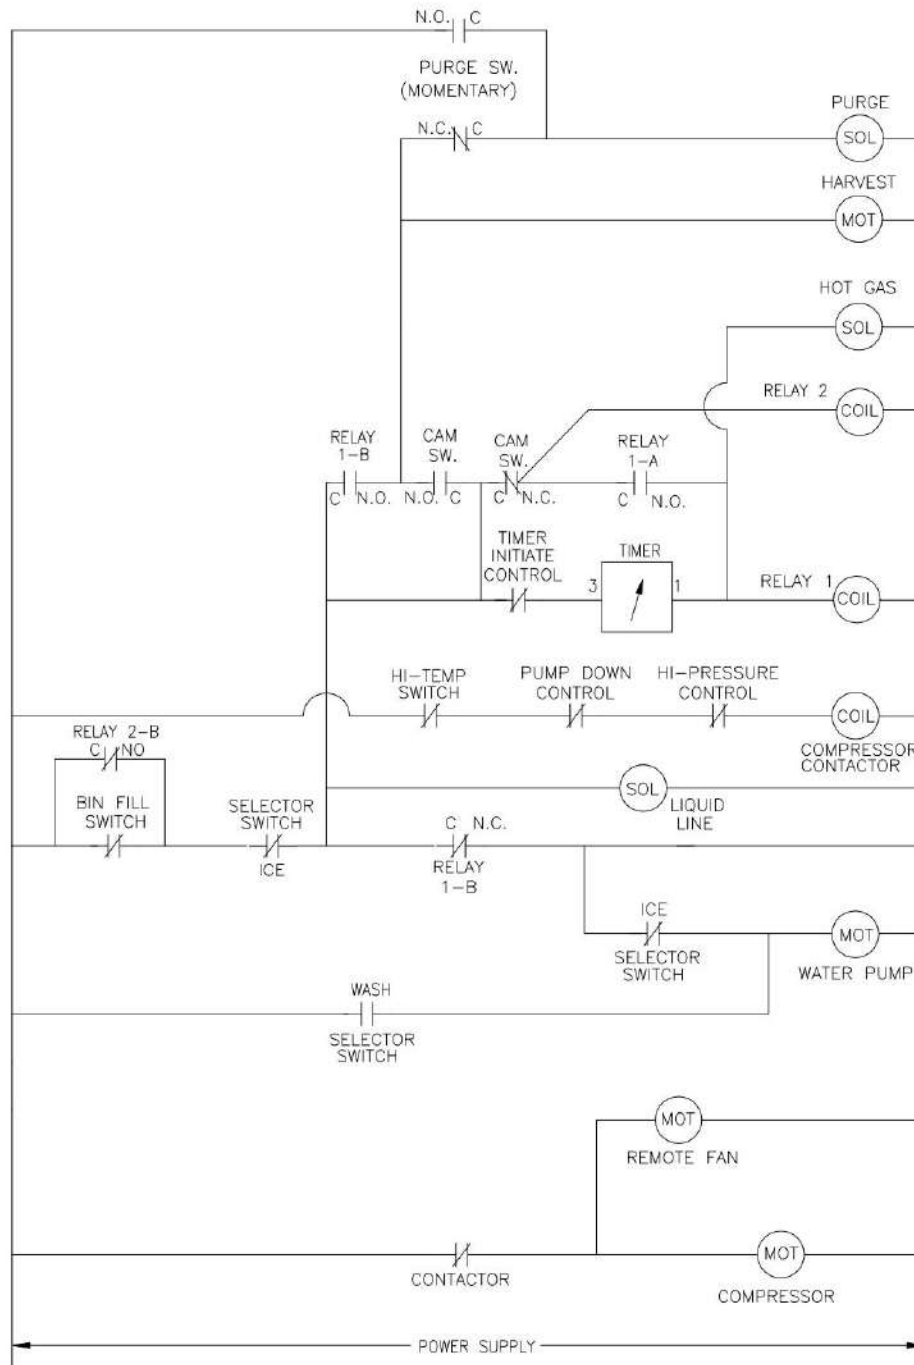 N.O. C
PURGE SW.
(MOMENTARY)
PURGE
N.C. C
SOL
HARVEST
MOT
HOT GAS
SOL
RELAY 2
COIL
RELAY
1-B
C N.O.
CAM
SW.
N.O. C
CAM
SW.
C N.C.
RELAY
1-A
C N.O.
TIMER
INITIATE
CONTROL
TIMER
3
1
RELAY 1
COIL
HI-TEMP
SWITCH
PUMP DOWN
CONTROL
HI-PRESSURE
CONTROL
COIL
COMPRESSOR
CONTACTOR
RELAY 2-B
C NO
BIN FILL
SWITCH
SELECTOR
SWITCH
ICE
SOL
LIQUID
LINE
C N.C.
RELAY
1-B
ICE
SELECTOR
SWITCH
MOT
WATER PUMP
WASH
SELECTOR
SWITCH
MOT
REMOTE FAN
CONTACTOR
MOT
COMPRESSOR
POWER SUPPLY